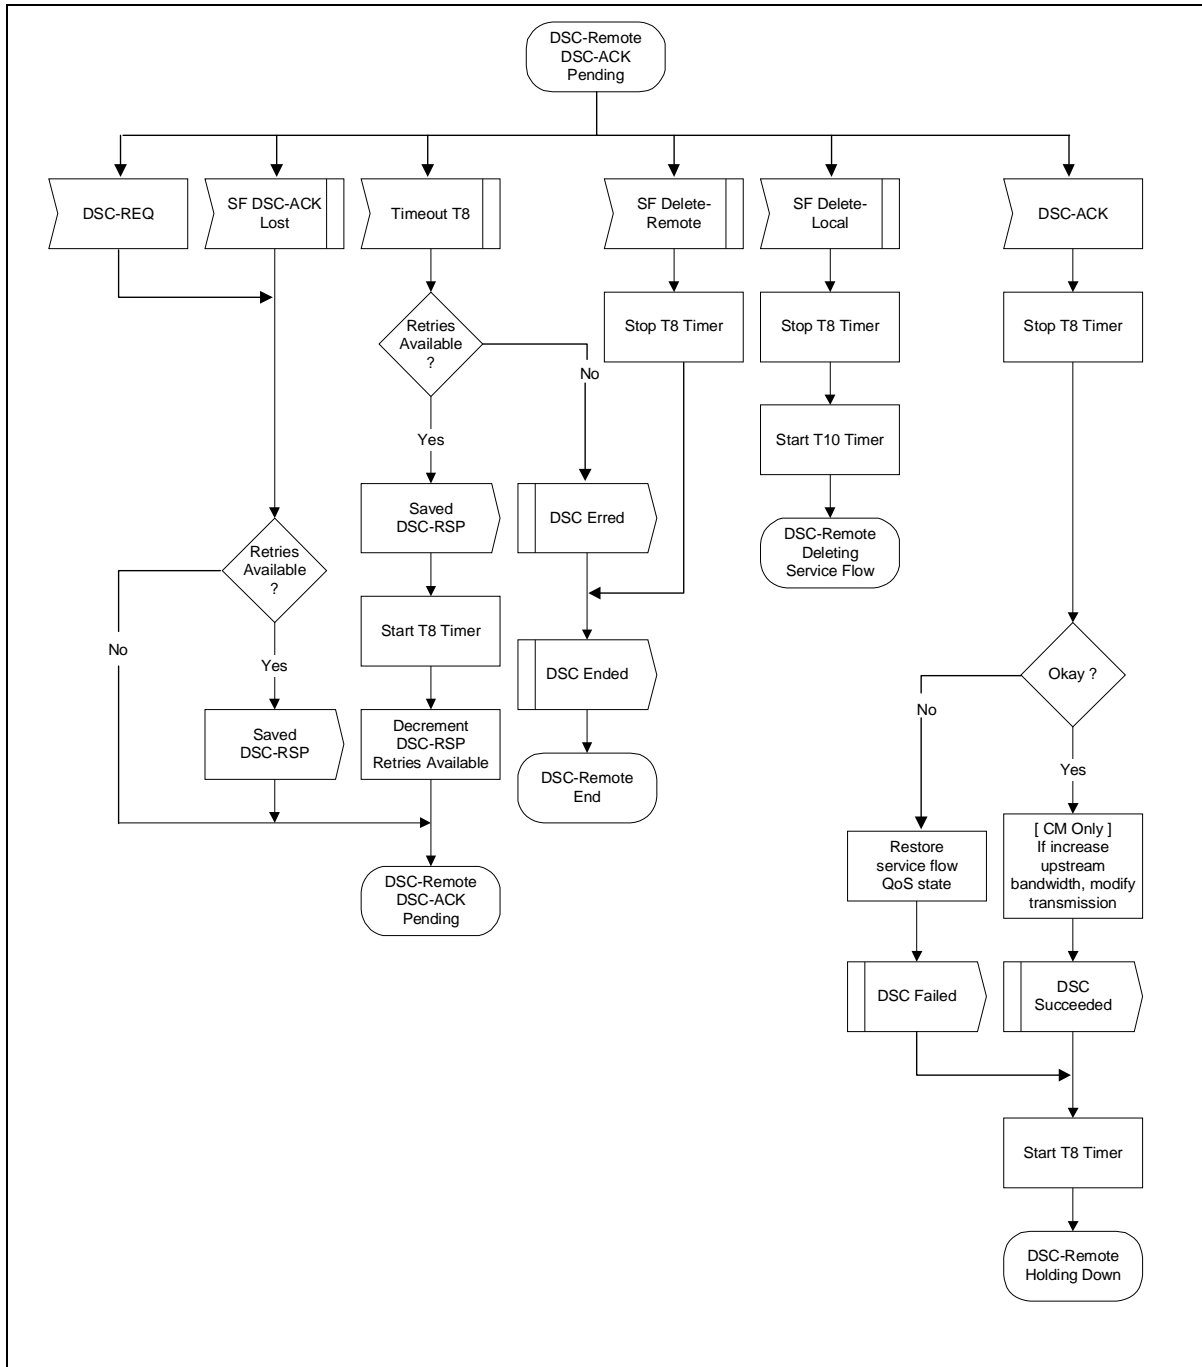 DSC-Remote
DSC-ACK
Pending
DSC-REQ
SF DSC-ACK
Lost
Timeout T8
SF Delete-
Remote
SF Delete-
Local
DSC-ACK
Retries
Available
?
Stop T8 Timer
Stop T8 Timer
Stop T8 Timer
No
Yes
Start T10 Timer
Saved
DSC-RSP
DSC Erred
DSC-Remote
Deleting
Service Flow
Retries
Available
?
Start T8 Timer
No
Yes
DSC Ended
Okay ?
No
Saved
DSC-RSP
Decrement
DSC-RSP
Retries Available
DSC-Remote
End
Yes
Restore
service flow
QoS state
[ CM Only ]
If increase
upstream
bandwidth, modify
transmission
DSC-Remote
DSC-ACK
Pending
DSC Failed
DSC
Succeeded
Start T8 Timer
DSC-Remote
Holding Down